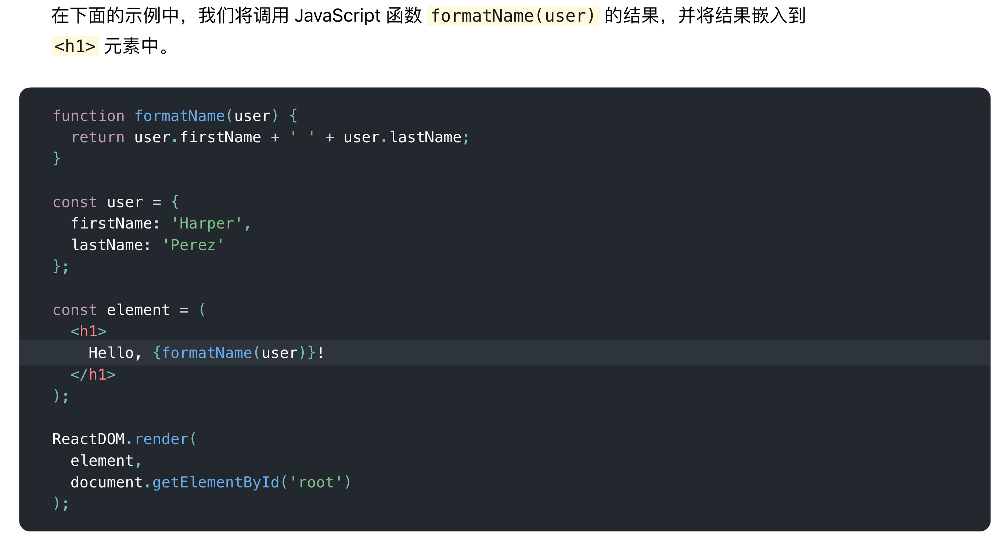 在下面的示例中，我们将调用 JavaScript 函数 formatName(user) 的结果，并将结果嵌入到
<h1> 元素中。
function formatName(user) {
  return user.firstName + ' ' + user.lastName;
}

const user = {
  firstName: 'Harper',
  lastName: 'Perez'
};

const element = (
  <h1>
    Hello, {formatName(user)}!
  </h1>
);

ReactDOM.render(
  element,
  document.getElementById('root')
);